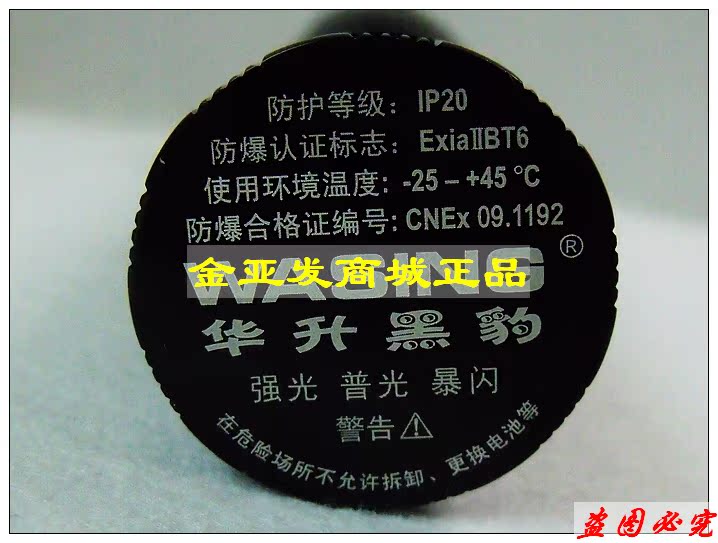 防护等级：IP20
防爆认证标志：ExiaIIBT6
使用环境温度：-25 – +45 °C
防爆合格证编号：CNEx 09.1192
WASING ®
金亚发商城正品
华升黑豹
强光 普光 暴闪
警告⚠
在危险场所不允许拆卸、更换电池等
盗图必究